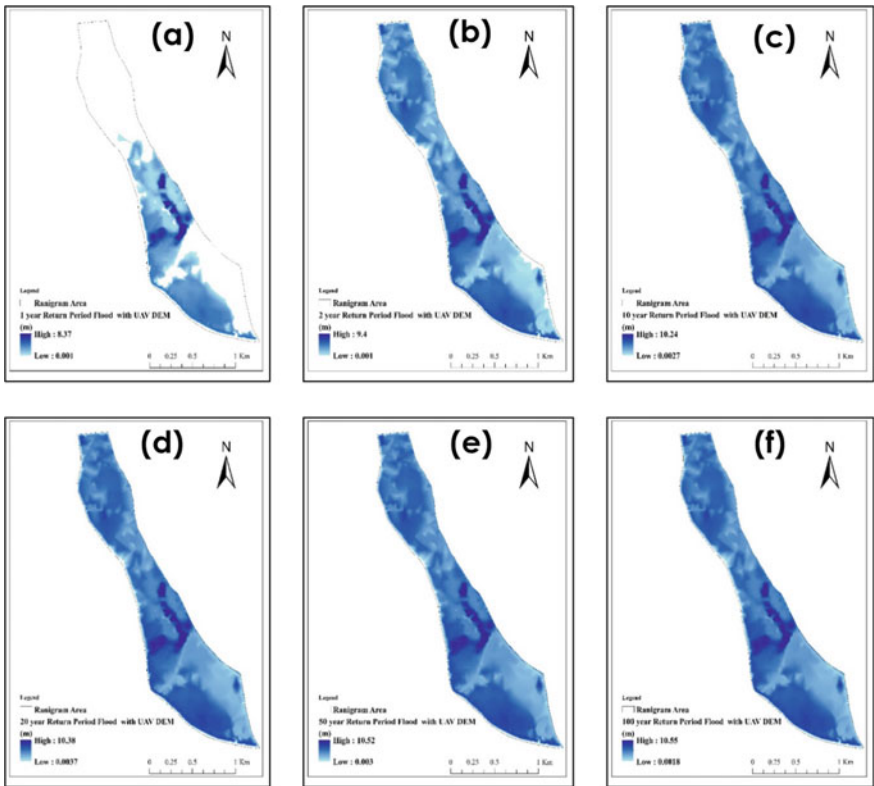 (a)
N
Legend
Ranigram Area
1 year Return Period Flood with UAV DEM
(m)
High : 8.37
Low : 0.001
0 0.25 0.5 1 Km
(b)
N
Legend
Ranigram Area
2 year Return Period Flood with UAV DEM
(m)
High : 9.4
Low : 0.001
0 0.25 0.5 1 Km
(c)
N
Legend
Ranigram Area
10 year Return Period Flood with UAV DEM
(m)
High : 10.24
Low : 0.0027
0 0.25 0.5 1 Km
(d)
N
Legend
Ranigram Area
20 year Return Period Flood with UAV DEM
(m)
High : 10.38
Low : 0.0037
0 0.25 0.5 1 Km
(e)
N
Legend
Ranigram Area
50 year Return Period Flood with UAV DEM
(m)
High : 10.52
Low : 0.003
0 0.25 0.5 1 Km
(f)
N
Legend
Ranigram Area
100 year Return Period Flood with UAV DEM
(m)
High : 10.55
Low : 0.0018
0 0.25 0.5 1 Km